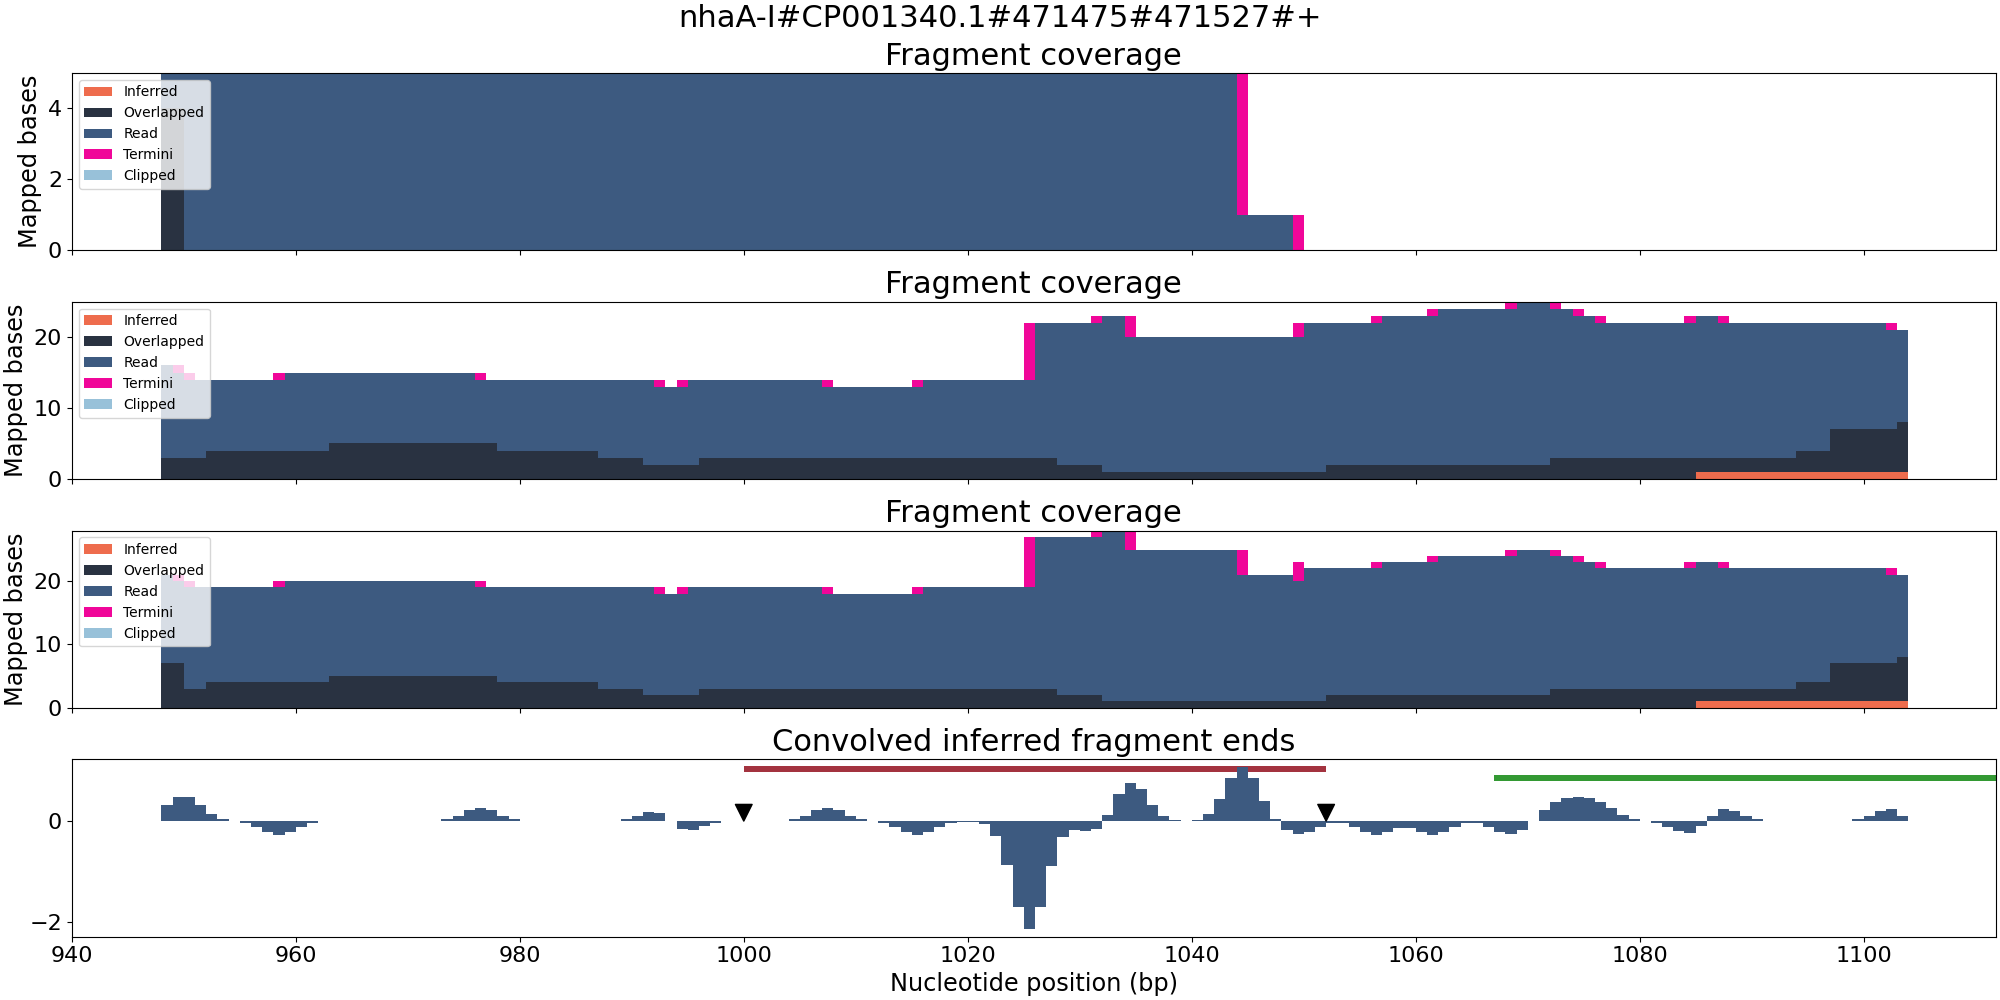 nhaA-I#CP001340.1#471475#471527#+
Fragment coverage
Mapped bases
4
2
0
Inferred
Overlapped
Read
Termini
Clipped
Fragment coverage
Mapped bases
20
10
0
Inferred
Overlapped
Read
Termini
Clipped
Fragment coverage
Mapped bases
20
10
0
Inferred
Overlapped
Read
Termini
Clipped
Convolved inferred fragment ends
0
−2
940 960 980 1000 1020 1040 1060 1080 1100
Nucleotide position (bp)